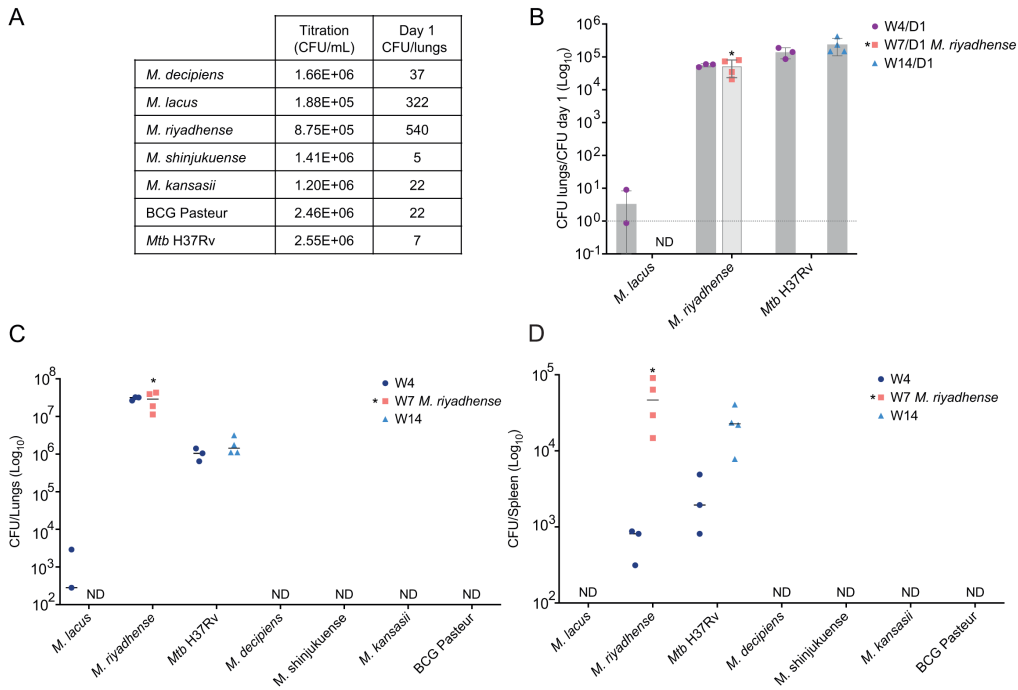 A
Titration Day 1
(CFU/mL) CFU/lungs
M. decipiens 1.66E+06 37
M. lacus 1.88E+05 322
M. riyadhense 8.75E+05 540
M. shinjukuense 1.41E+06 5
M. kansasii 1.20E+06 22
BCG Pasteur 2.46E+06 22
Mtb H37Rv 2.55E+06 7
B
CFU lungs/CFU day 1 (Log10)
10^6
10^5
10^4
10^3
10^2
10^1
10^0
10^-1
ND
*
M. lacus
M. riyadhense
Mtb H37Rv
W4/D1
* W7/D1 M. riyadhense
W14/D1
C
CFU/Lungs (Log10)
10^8
10^7
10^6
10^5
10^4
10^3
10^2
*
ND ND ND ND ND
M. lacus
M. riyadhense
Mtb H37Rv
M. decipiens
M. shinjukuense
M. kansasii
BCG Pasteur
W4
* W7 M. riyadhense
W14
D
CFU/Spleen (Log10)
10^5
10^4
10^3
10^2
*
ND ND ND ND ND
M. lacus
M. riyadhense
Mtb H37Rv
M. decipiens
M. shinjukuense
M. kansasii
BCG Pasteur
W4
* W7 M. riyadhense
W14